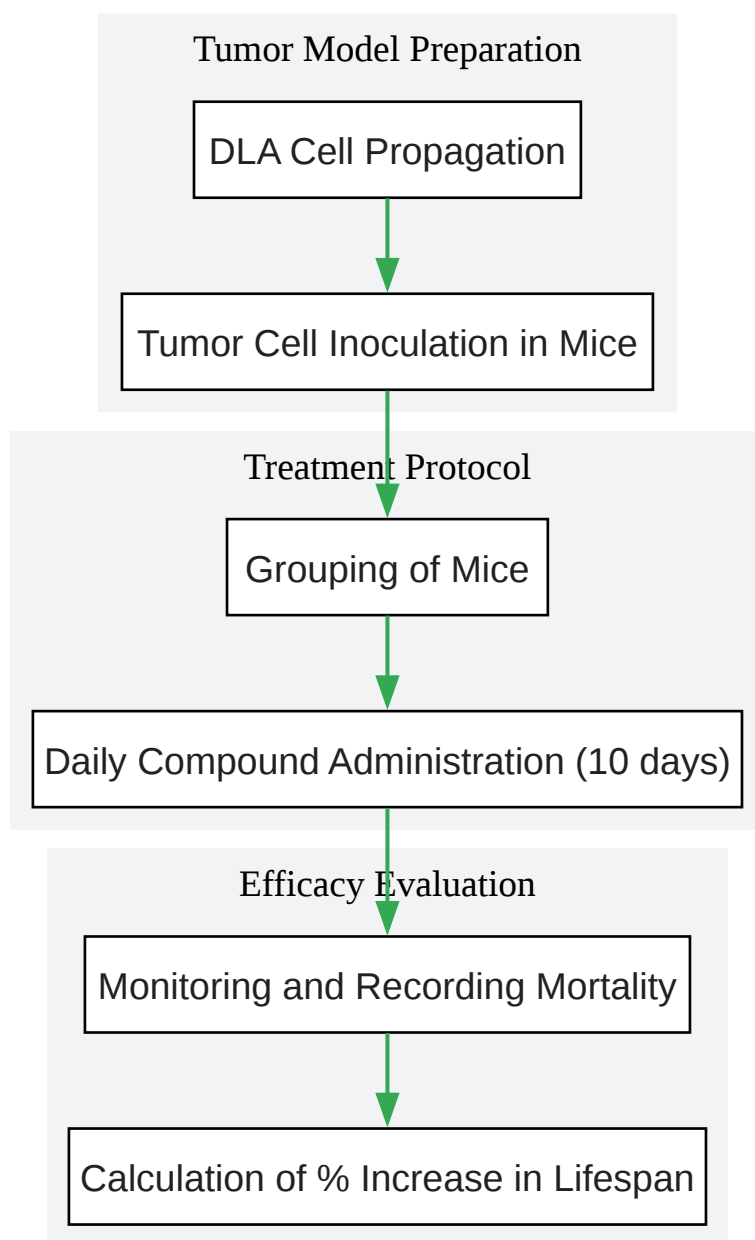 Tumor Model Preparation
DLA Cell Propagation
Tumor Cell Inoculation in Mice
Treatment Protocol
Grouping of Mice
Daily Compound Administration (10 days)
Efficacy Evaluation
Monitoring and Recording Mortality
Calculation of % Increase in Lifespan